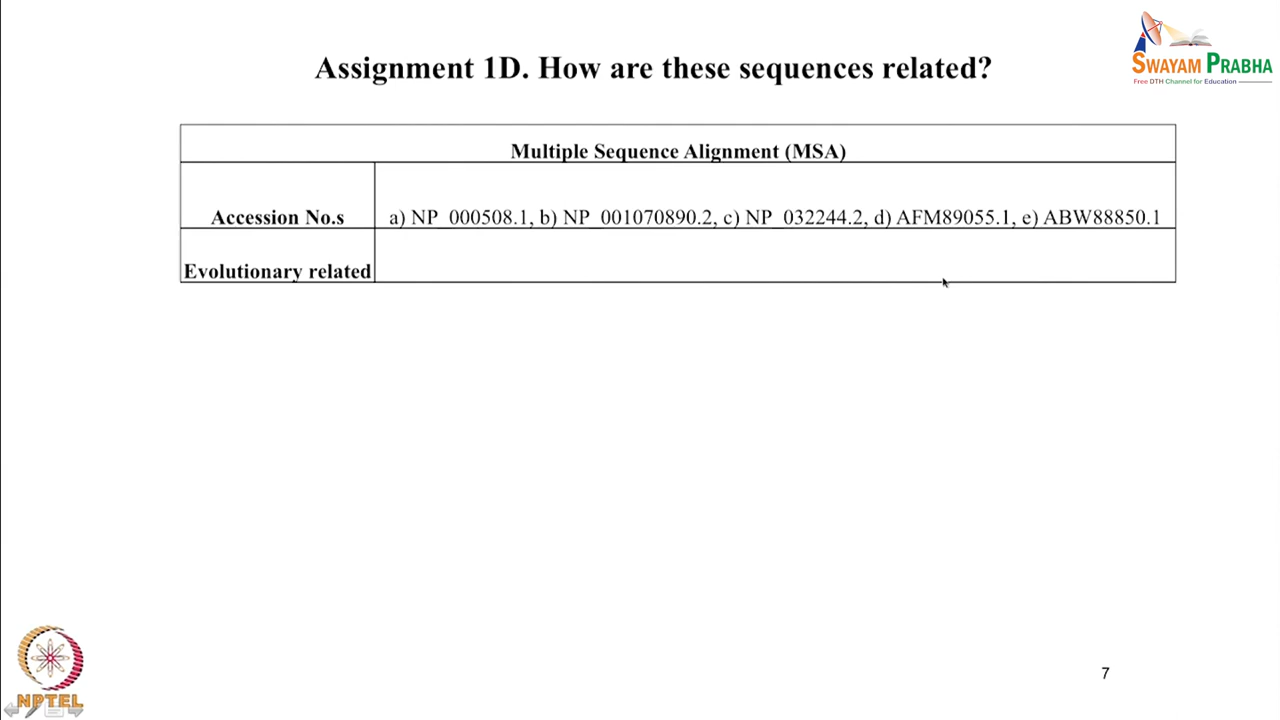 SWAYAM PRABHA
Free DTH Channel for Education
Assignment 1D. How are these sequences related?
Multiple Sequence Alignment (MSA)
Accession No.s a) NP_000508.1, b) NP_001070890.2, c) NP_032244.2, d) AFM89055.1, e) ABW88850.1
Evolutionary related
7
NPTEL